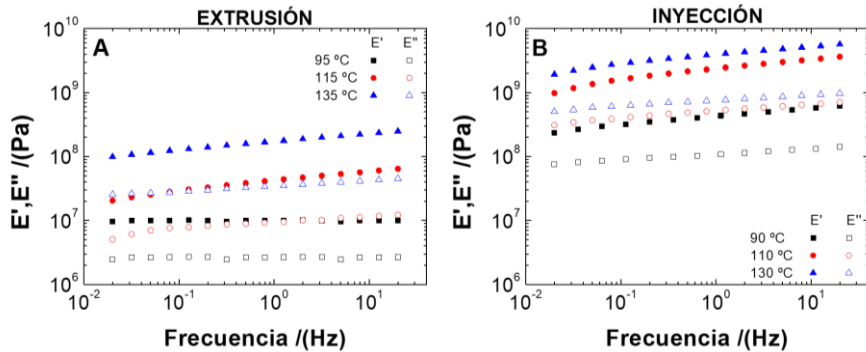 EXTRUSIÓN
A
E' E"
95 ºC
115 ºC
135 ºC
10^10
10^9
10^8
10^7
10^6
E',E" /(Pa)
10^-2 10^-1 10^0 10^1
Frecuencia /(Hz)
INYECCIÓN
B
E' E"
90 ºC
110 ºC
130 ºC
10^10
10^9
10^8
10^7
10^6
E',E" /(Pa)
10^-2 10^-1 10^0 10^1
Frecuencia /(Hz)